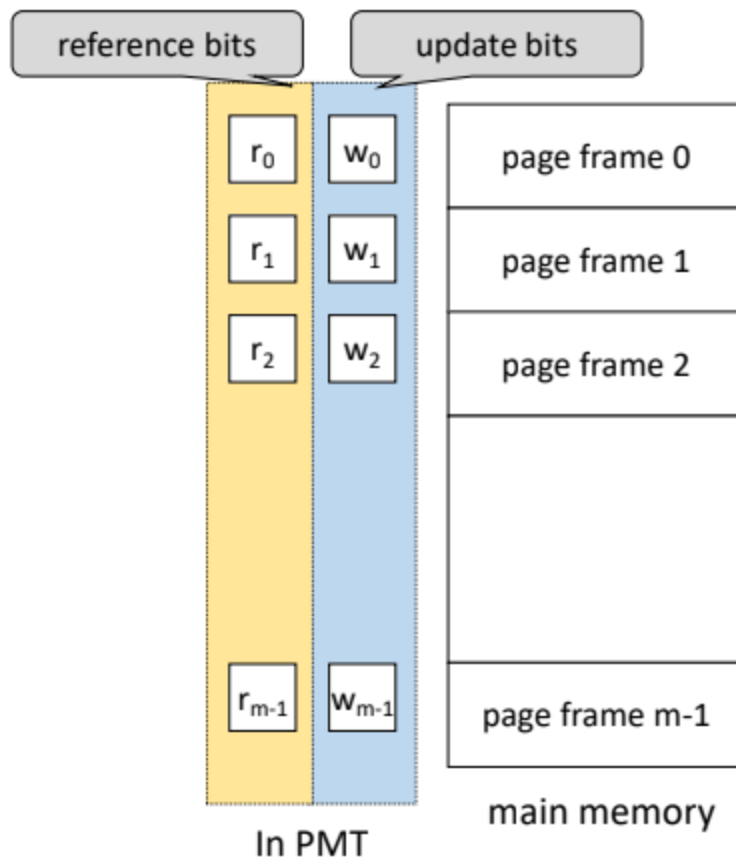 reference bits update bits
r₀ w₀ page frame 0
r₁ w₁ page frame 1
r₂ w₂ page frame 2
rₘ₋₁ wₘ₋₁ page frame m-1
main memory
In PMT